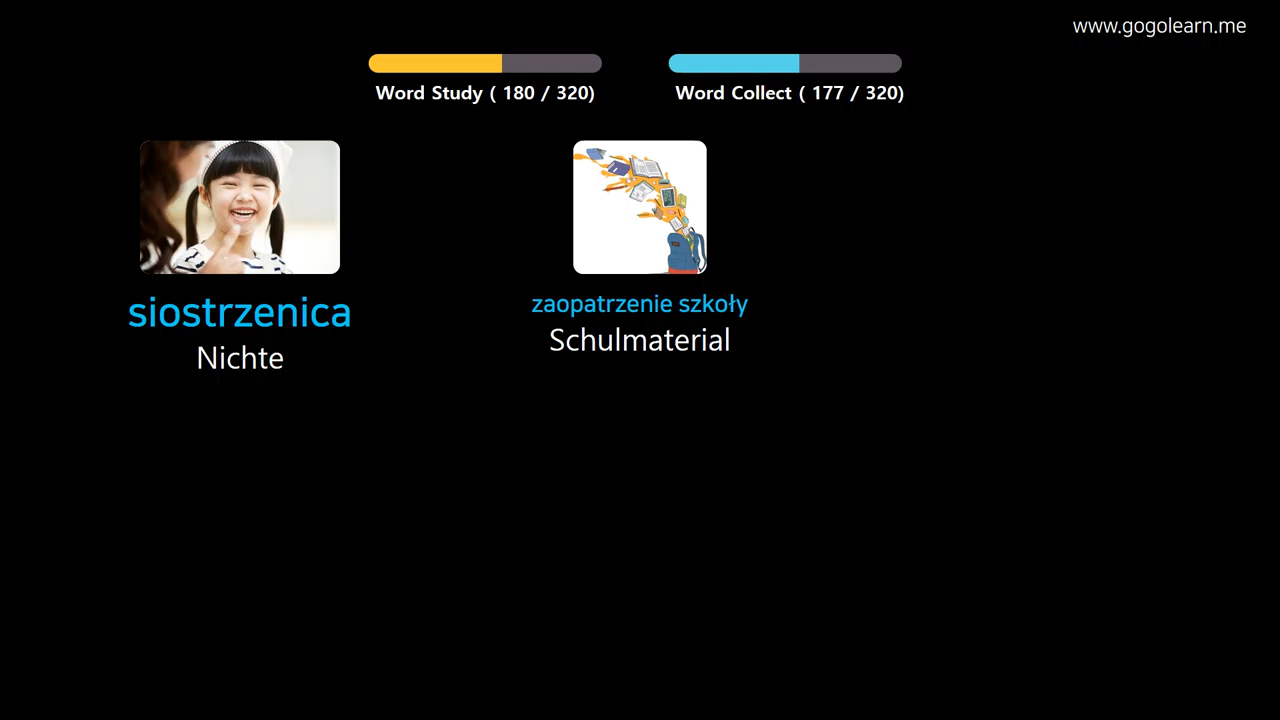 www.gogolearn.me
Word Study ( 180 / 320)
Word Collect ( 177 / 320)
siostrzenica
Nichte
zaopatrzenie szkoły
Schulmaterial